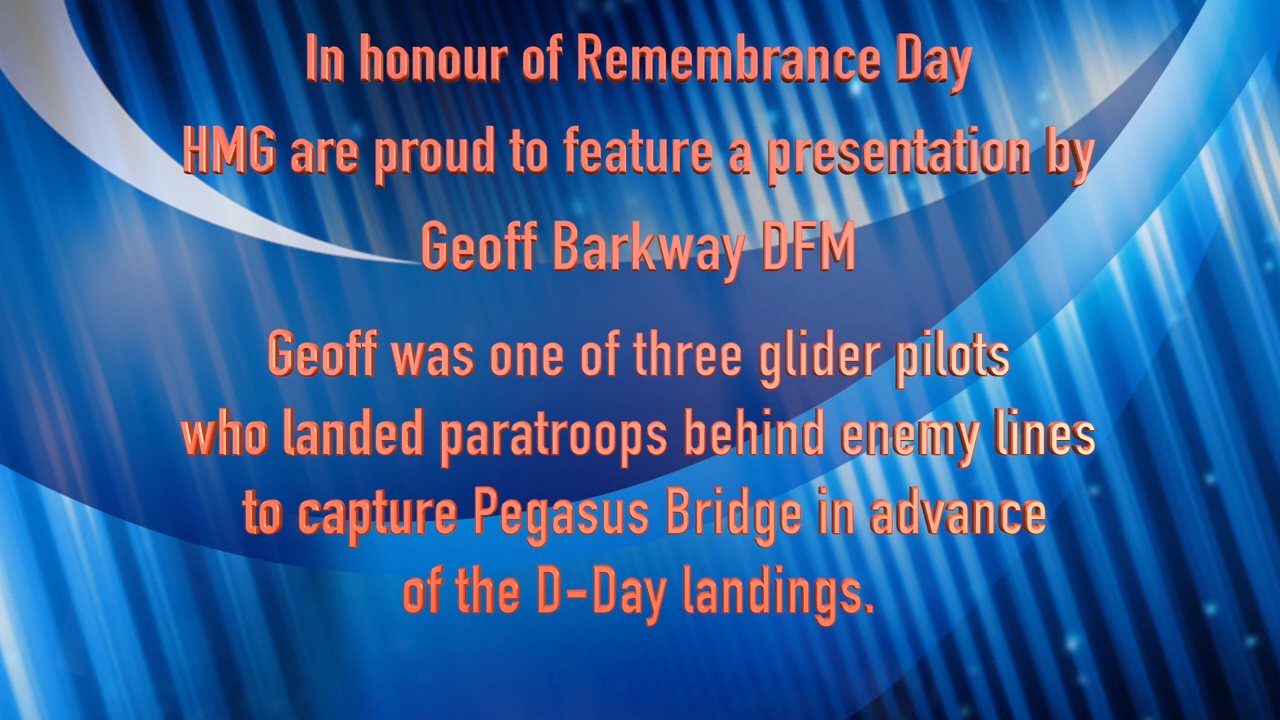 In honour of Remembrance Day
HMG are proud to feature a presentation by
Geoff Barkway DFM
Geoff was one of three glider pilots
who landed paratroops behind enemy lines
to capture Pegasus Bridge in advance
of the D-Day landings.